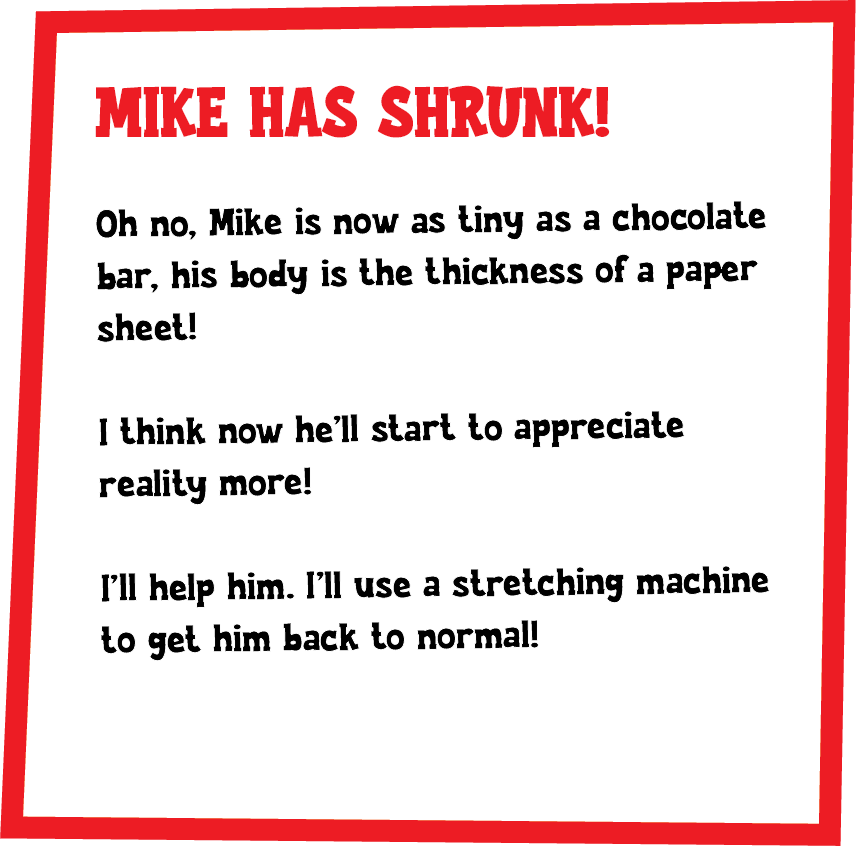 MIKE HAS SHRUNK!
Oh no, Mike is now as tiny as a chocolate
bar, his body is the thickness of a paper
sheet!
I think now he’ll start to appreciate
reality more!
I’ll help him. I’ll use a stretching machine
to get him back to normal!